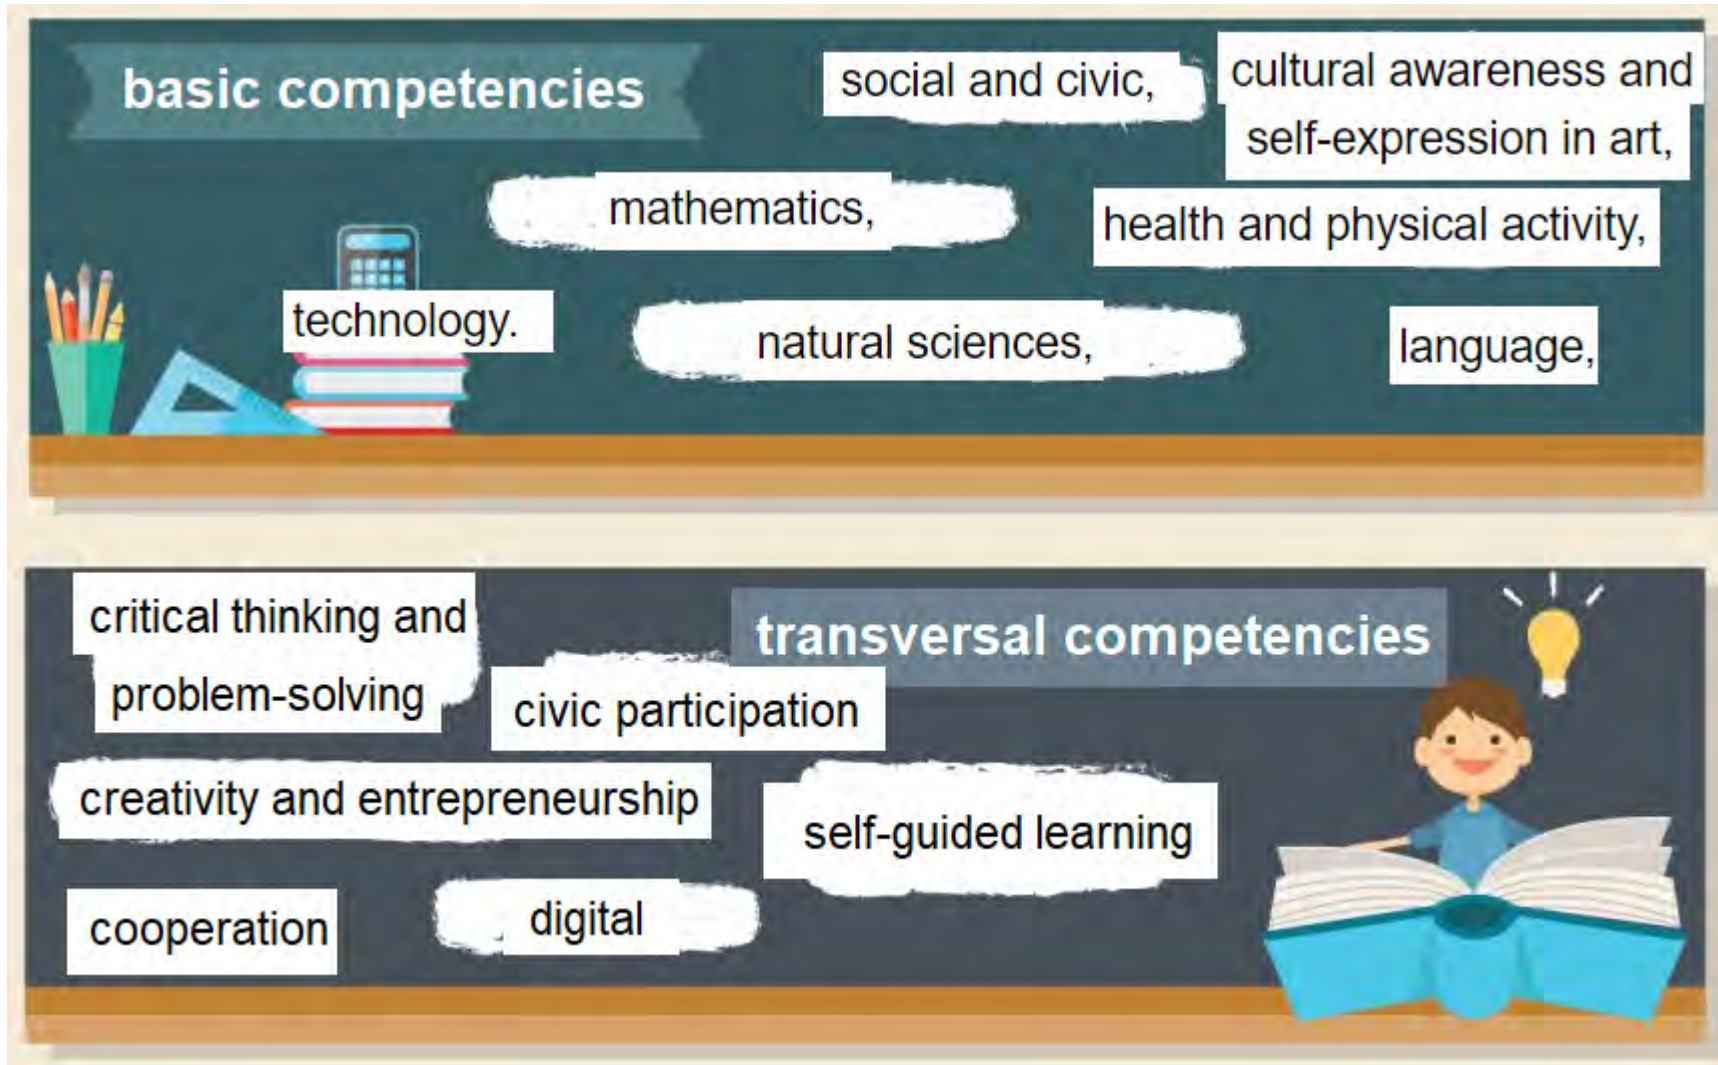 basic competencies
social and civic,
cultural awareness and
self-expression in art,
mathematics,
health and physical activity,
technology.
natural sciences,
language,
transversal competencies
critical thinking and
problem-solving
civic participation
creativity and entrepreneurship
self-guided learning
cooperation
digital